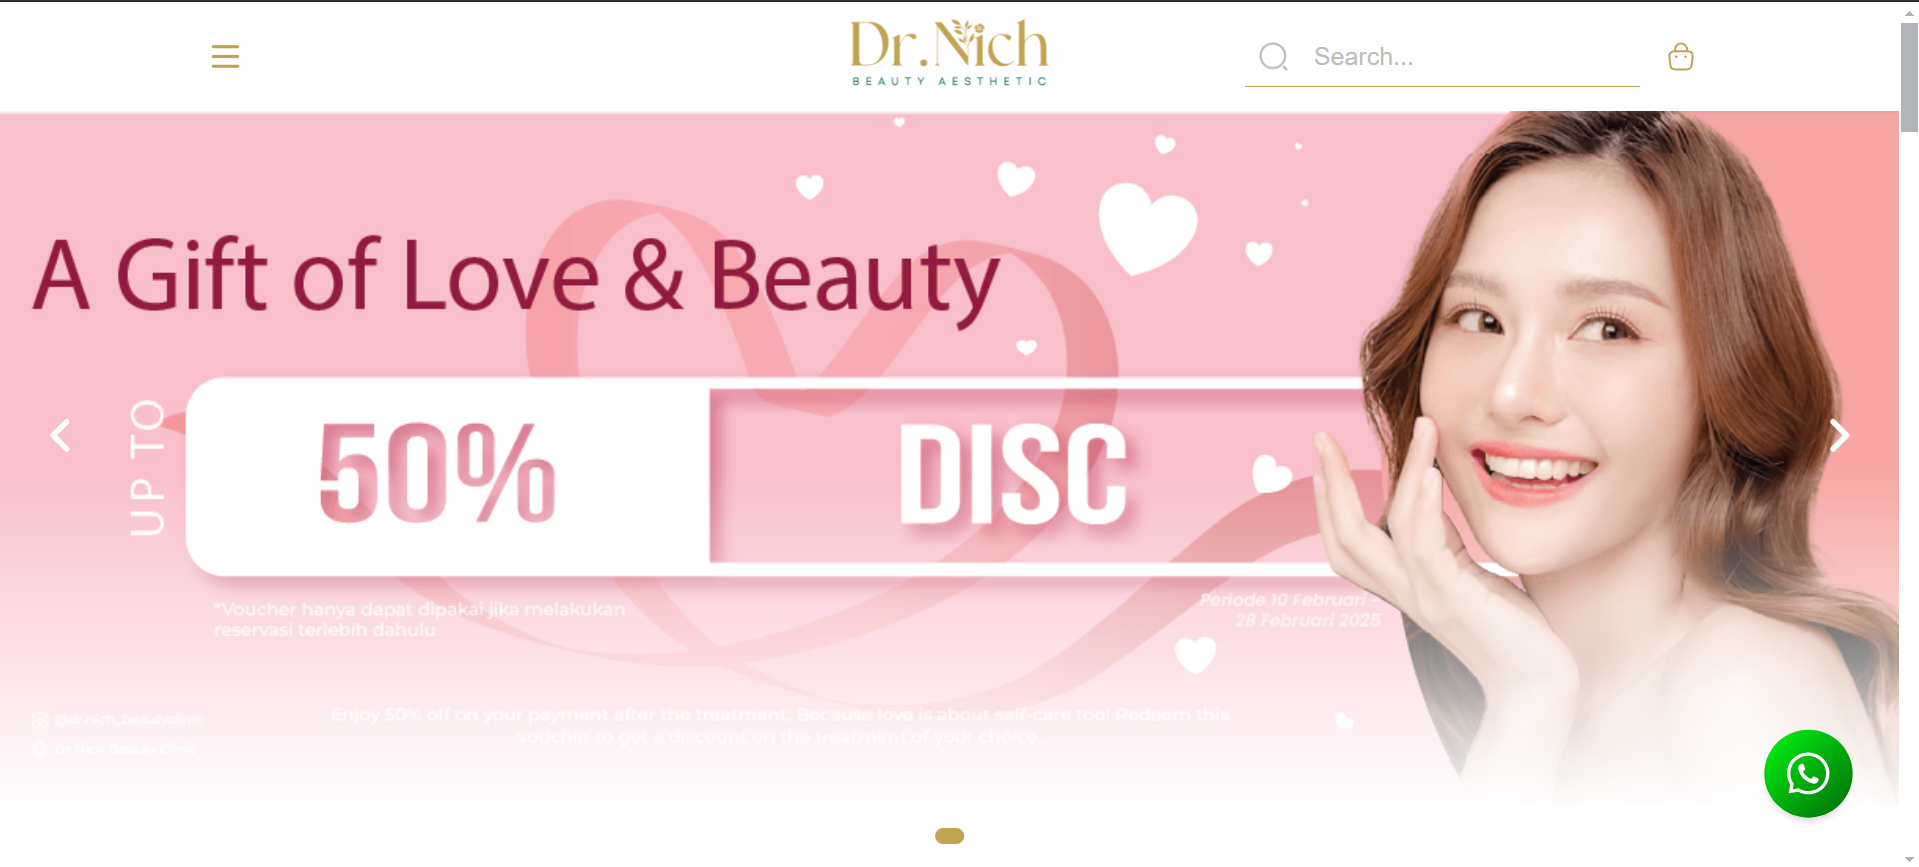 Dr.Nich
BEAUTY AESTHETIC
Search...
A Gift of Love & Beauty
UP TO
50%
DISC
*Voucher hanya dapat dipakai jika melakukan
reservasi terlebih dahulu
Periode 10 Februari –
28 Februari 2025
Enjoy 50% off on your payment after the treatment, Because love is about self-care too! Redeem this
voucher to get a discount on the treatment of your choice.
@dr.nich_beautyclinic
Dr.Nich Beauty Clinic